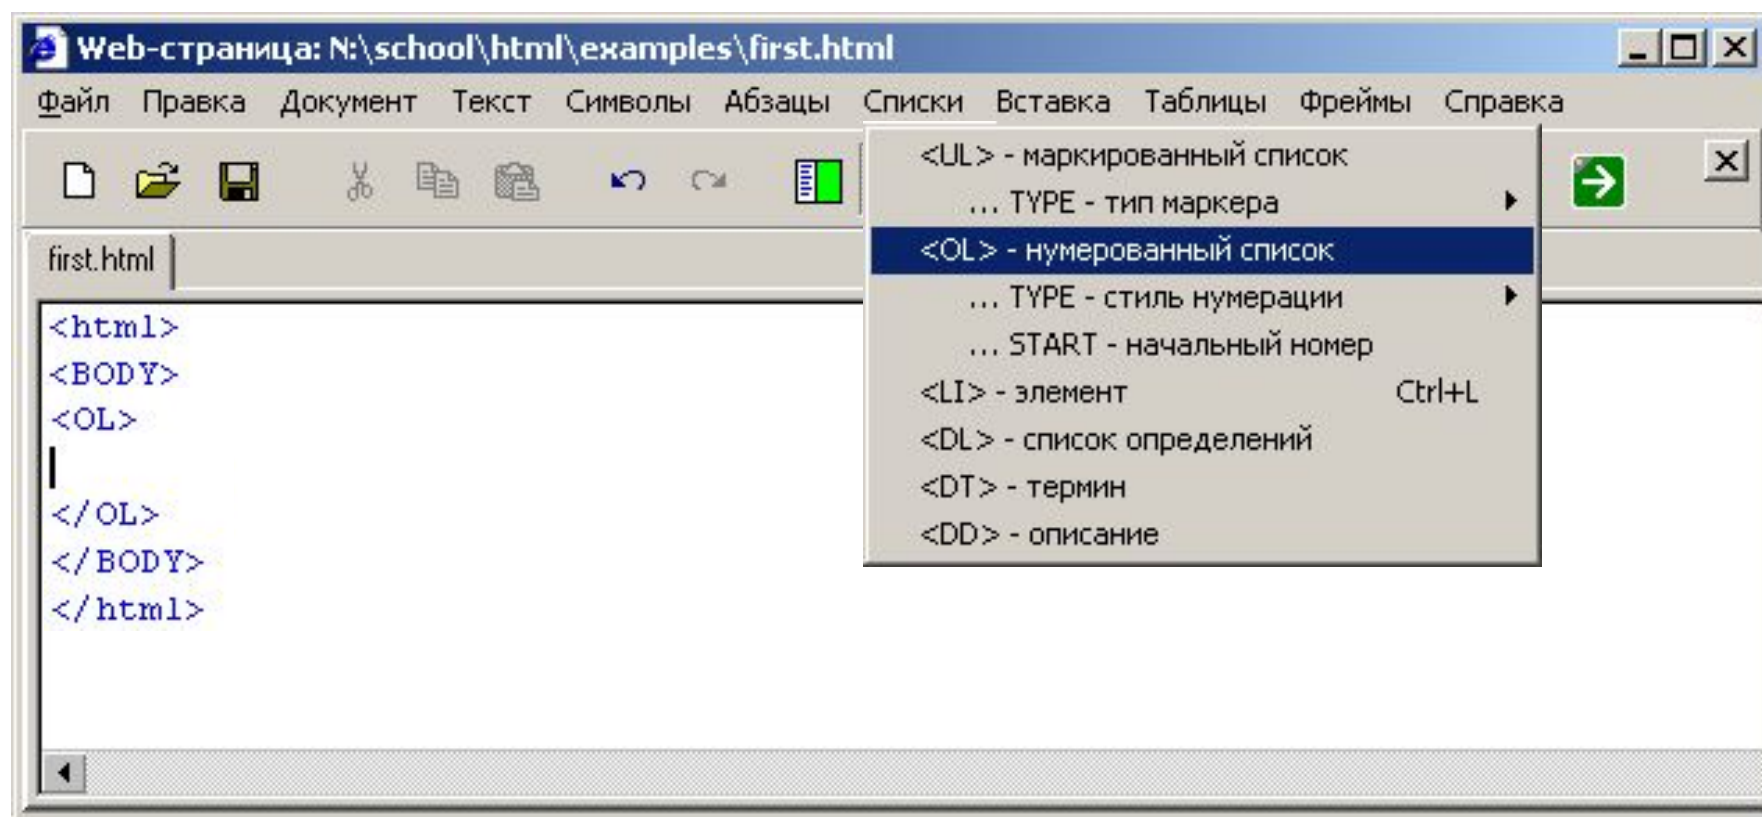 Web-страница: N:\school\html\examples\first.html
Файл Правка Документ Текст Символы Абзацы Списки Вставка Таблицы Фреймы Справка
<UL> - маркированный список
... TYPE - тип маркера
<OL> - нумерованный список
... TYPE - стиль нумерации
... START - начальный номер
<LI> - элемент Ctrl+L
<DL> - список определений
<DT> - термин
<DD> - описание
first.html
<html>
<BODY>
<OL>
</OL>
</BODY>
</html>